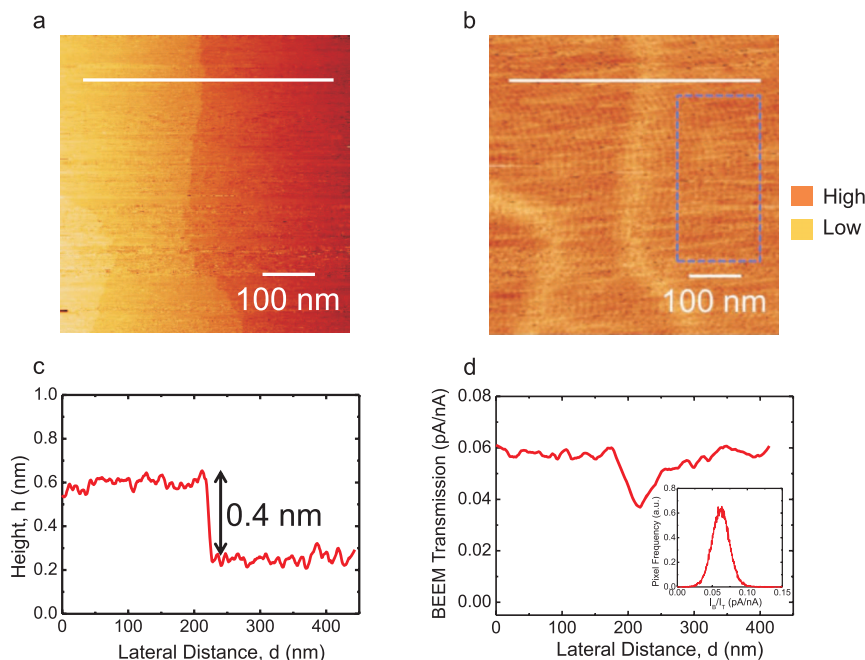 a
b
100 nm
100 nm
High
Low
c
d
1.0
0.8
0.6
0.4
0.2
0.0
0 100 200 300 400
Height, h (nm)
Lateral Distance, d (nm)
0.4 nm
0.08
0.06
0.04
0.02
0.00
0 100 200 300 400
BEEM Transmission (pA/nA)
Lateral Distance, d (nm)
0.8
0.6
0.4
0.2
0.0
0.00 0.05 0.10 0.15
Pixel Frequency (a.u.)
I_B/I_T (pA/nA)